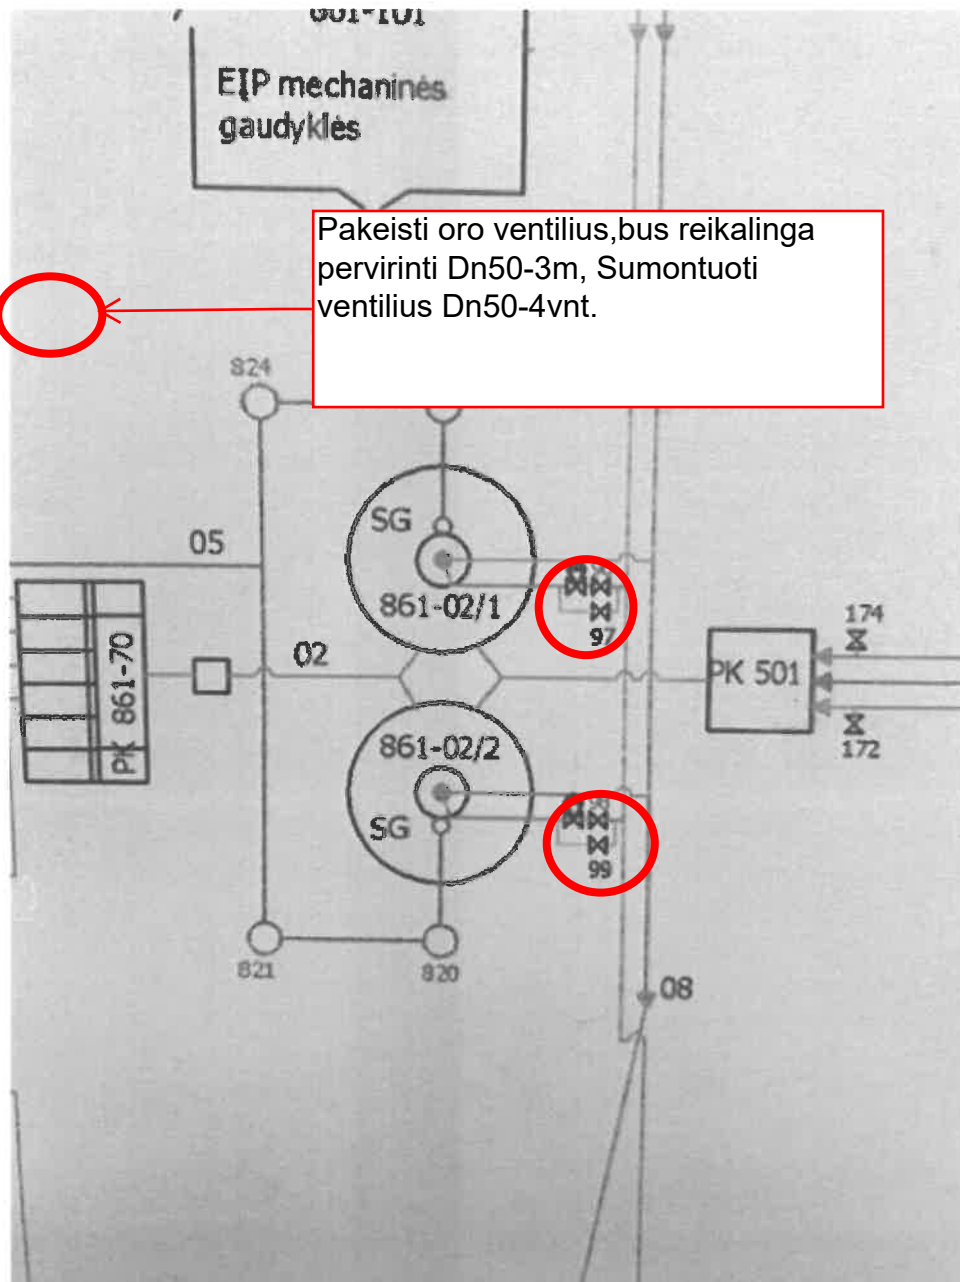 EĮP mechaninės
gaudyklės
Pakeisti oro ventilius,bus reikalinga
pervirinti Dn50-3m, Sumontuoti
ventilius Dn50-4vnt.
824
SG
05
861-02/1
97
174
02
PK 861-70
PK 501
861-02/2
172
SG
99
821
820
08